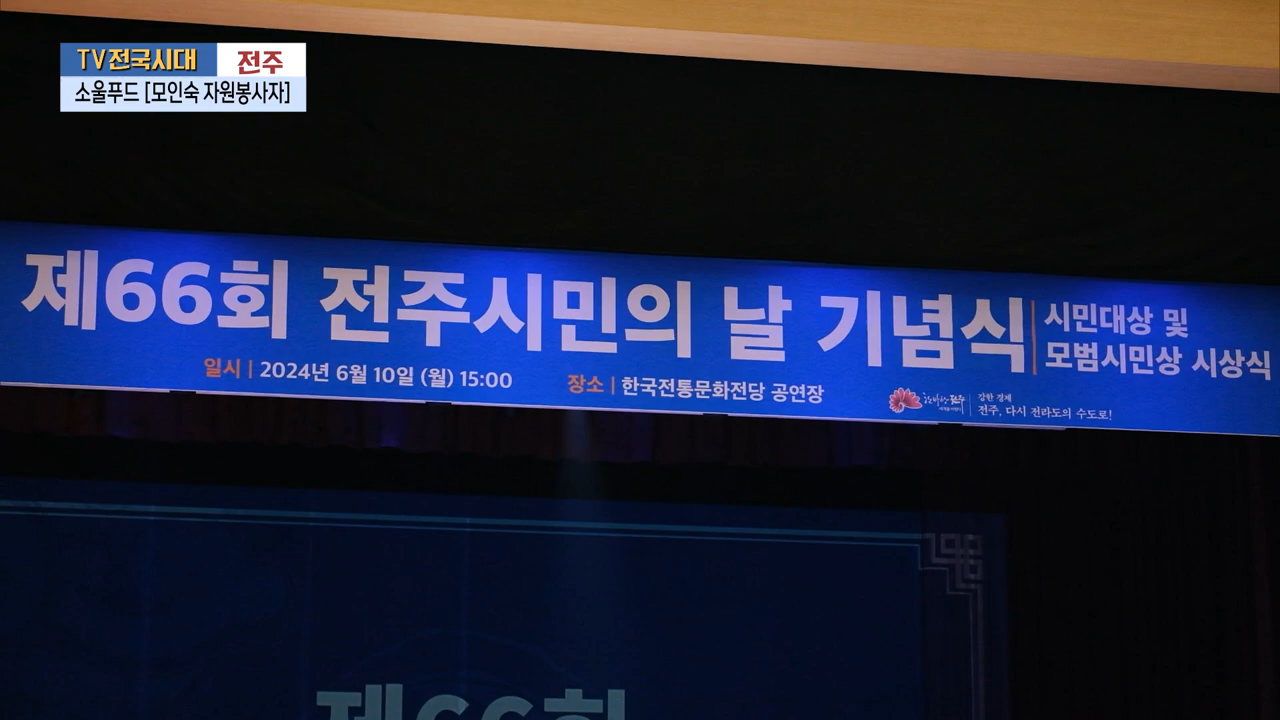 TV전국시대 전주
소울푸드 [모인숙 자원봉사자]
제66회 전주시민의 날 기념식
시민대상 및
모범시민상 시상식
일시 | 2024년 6월 10일 (월) 15:00 장소 | 한국전통문화전당 공연장
강한 경제
전주, 다시 전라도의 수도로!
제66회